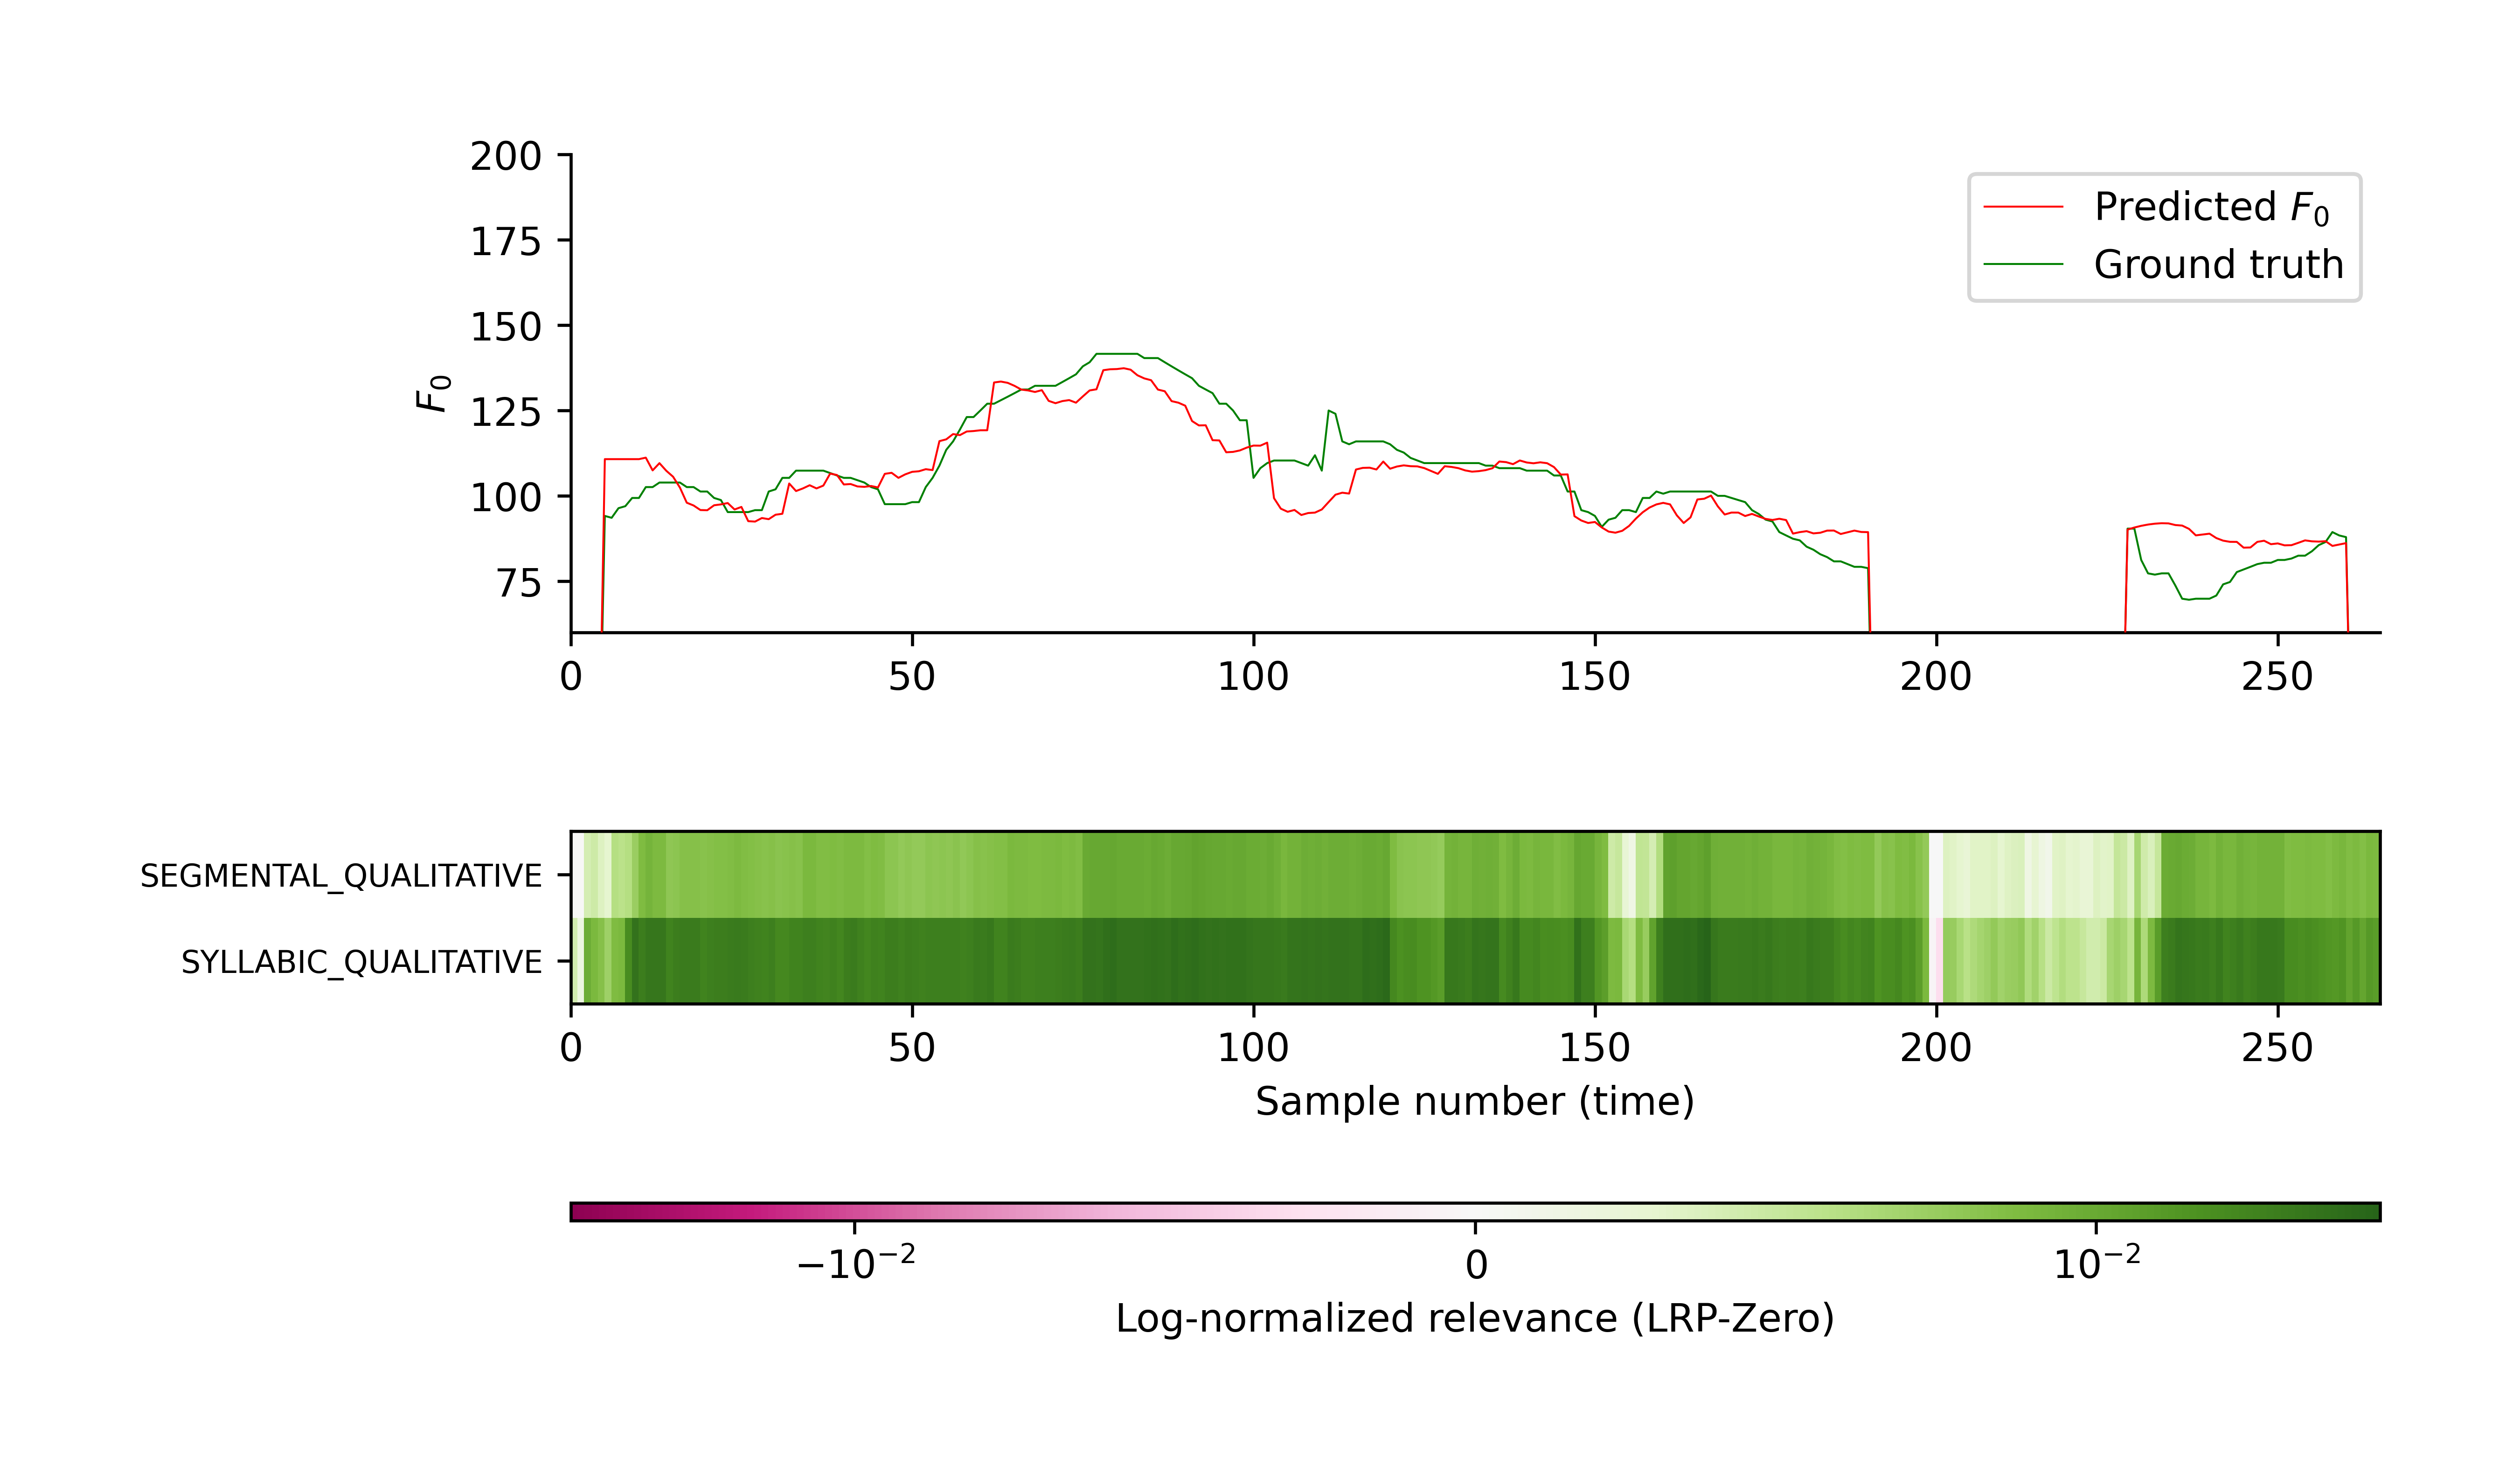 200
175
150
125
100
75
F₀
Predicted F₀
Ground truth
0 50 100 150 200 250
SEGMENTAL_QUALITATIVE
SYLLABIC_QUALITATIVE
0 50 100 150 200 250
Sample number (time)
−10⁻² 0 10⁻²
Log-normalized relevance (LRP-Zero)